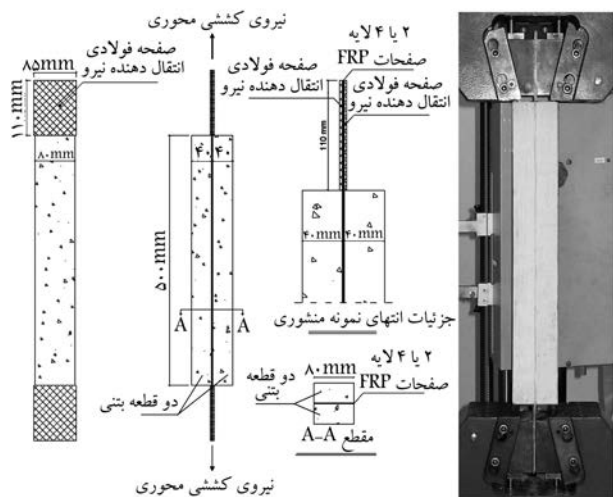 نیروی کششی محوری
۸۵mm
صفحه فولادی
انتقال دهنده نیرو
۱۱۰mm
۸۰mm
۴۰
۴۰
۵۰۰mm
A
A
دو قطعه بتنی
نیروی کششی محوری
۲ یا ۴ لایه
صفحات FRP
صفحه فولادی
انتقال دهنده نیرو
صفحه فولادی
انتقال دهنده نیرو
110 mm
۴۰mm
۴۰mm
جزئیات انتهای نمونه منشوری
۸۰mm
۲ یا ۴ لایه
صفحات FRP
دو قطعه
بتنی
مقطع A-A